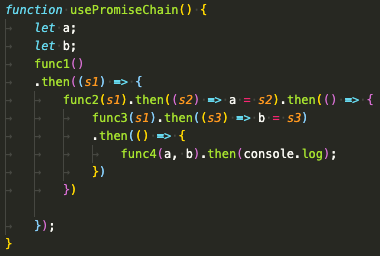 function usePromiseChain() {
let a;
let b;
func1()
.then((s1) => {
func2(s1).then((s2) => a = s2).then(() => {
func3(s1).then((s3) => b = s3)
.then(() => {
func4(a, b).then(console.log);
})
})
});
}